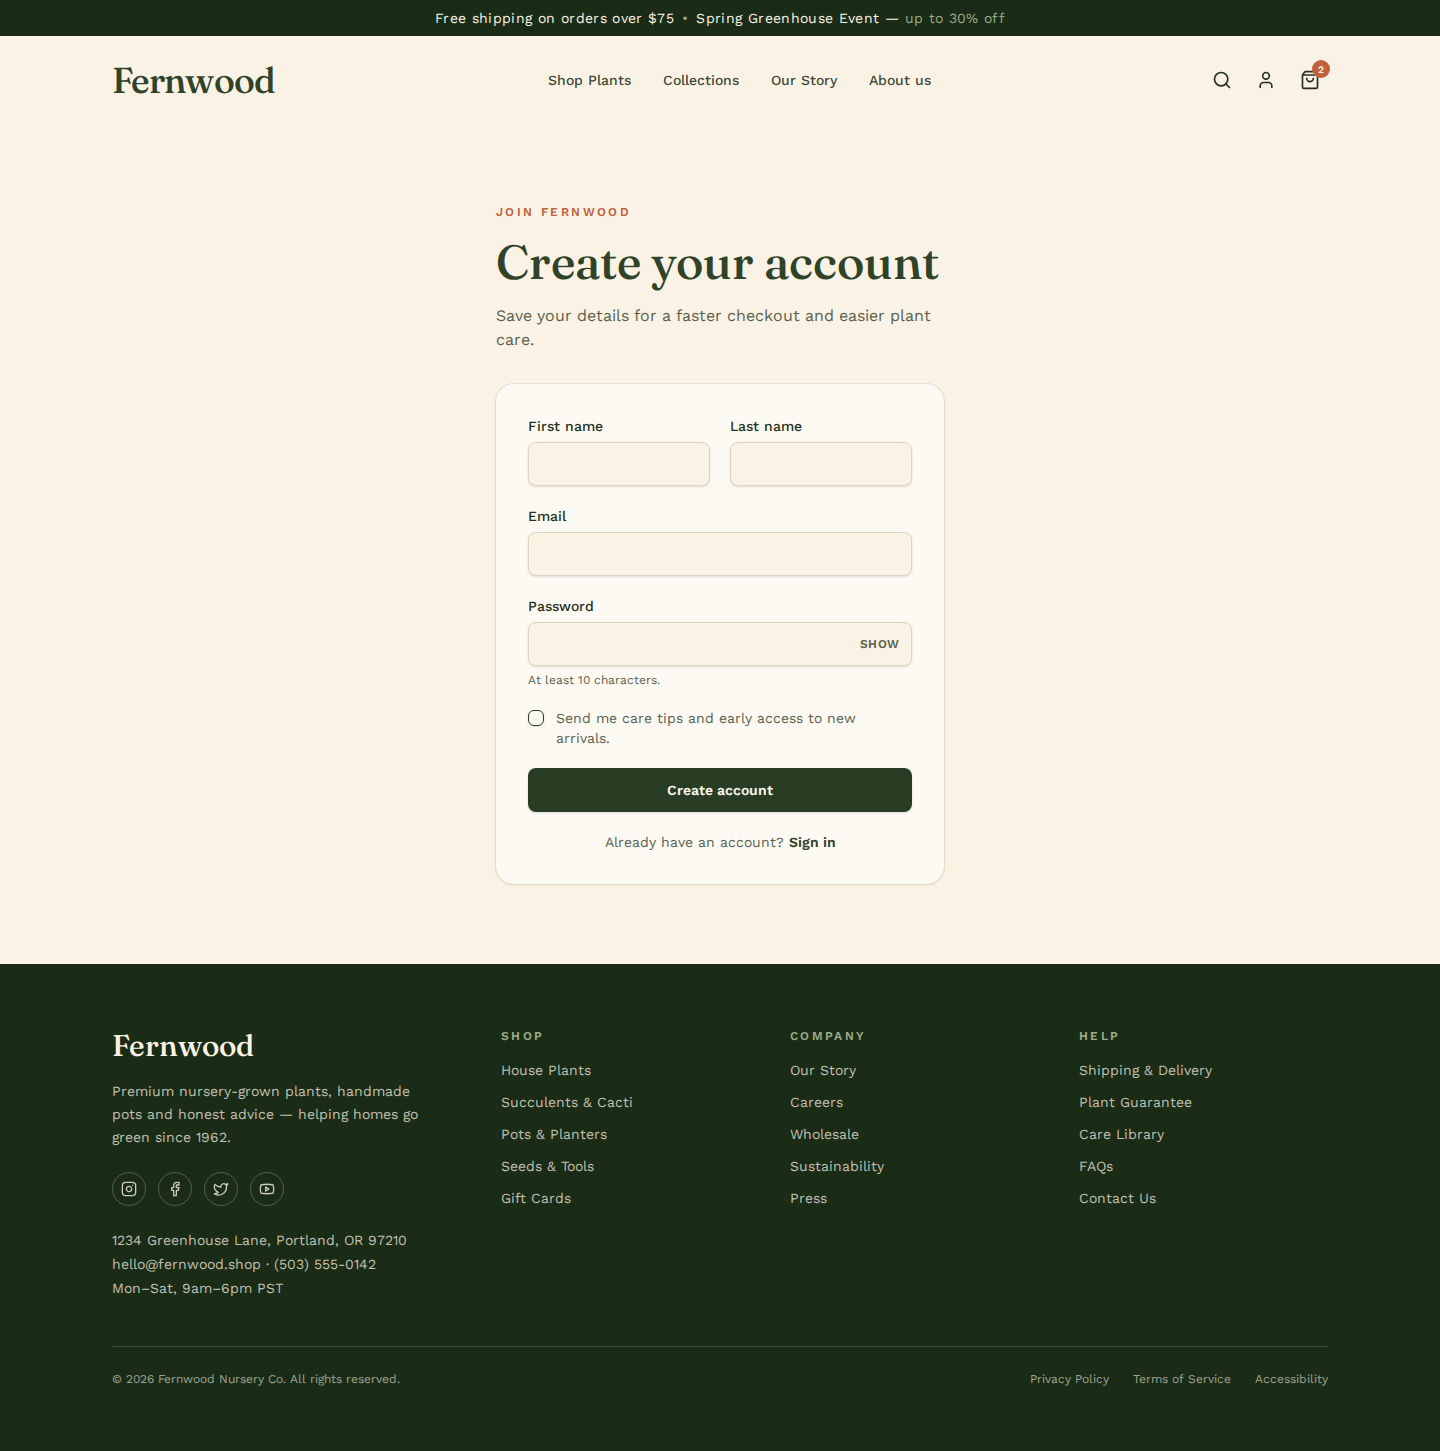 Free shipping on orders over $75 • Spring Greenhouse Event — up to 30% off
Fernwood
Shop Plants
Collections
Our Story
About us
2
JOIN FERNWOOD
Create your account
Save your details for a faster checkout and easier plant
care.
First name
Last name
Email
Password
SHOW
At least 10 characters.
Send me care tips and early access to new
arrivals.
Create account
Already have an account? Sign in
Fernwood
Premium nursery-grown plants, handmade
pots and honest advice — helping homes go
green since 1962.
1234 Greenhouse Lane, Portland, OR 97210
hello@fernwood.shop · (503) 555-0142
Mon–Sat, 9am–6pm PST
SHOP
House Plants
Succulents & Cacti
Pots & Planters
Seeds & Tools
Gift Cards
COMPANY
Our Story
Careers
Wholesale
Sustainability
Press
HELP
Shipping & Delivery
Plant Guarantee
Care Library
FAQs
Contact Us
© 2026 Fernwood Nursery Co. All rights reserved.
Privacy Policy
Terms of Service
Accessibility